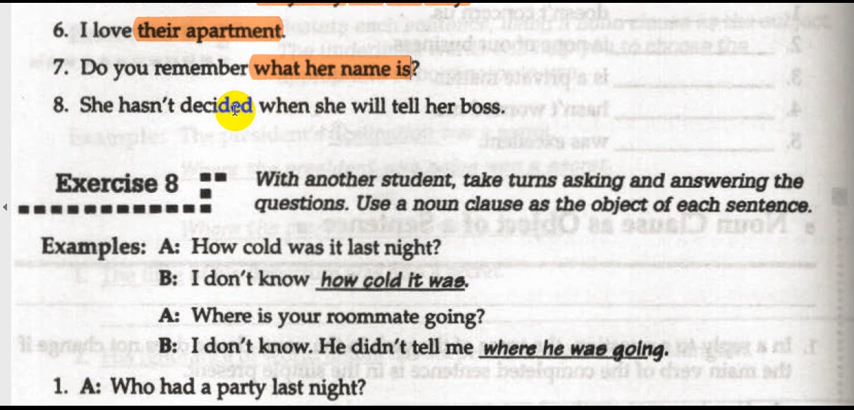 6. I love their apartment.
7. Do you remember what her name is?
8. She hasn't decided when she will tell her boss.
Exercise 8
With another student, take turns asking and answering the
questions. Use a noun clause as the object of each sentence.
Examples: A: How cold was it last night?
B: I don't know how cold it was.
A: Where is your roommate going?
B: I don't know. He didn't tell me where he was going.
1. A: Who had a party last night?